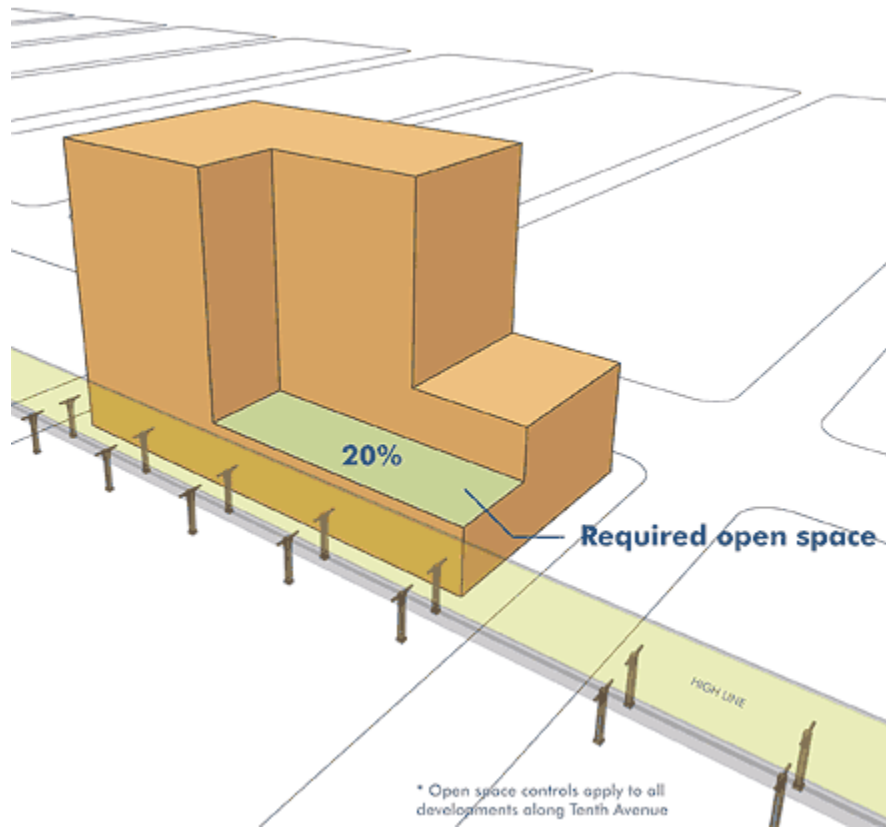 20%
Required open space
HIGH LINE
* Open space controls apply to all
developments along Tenth Avenue